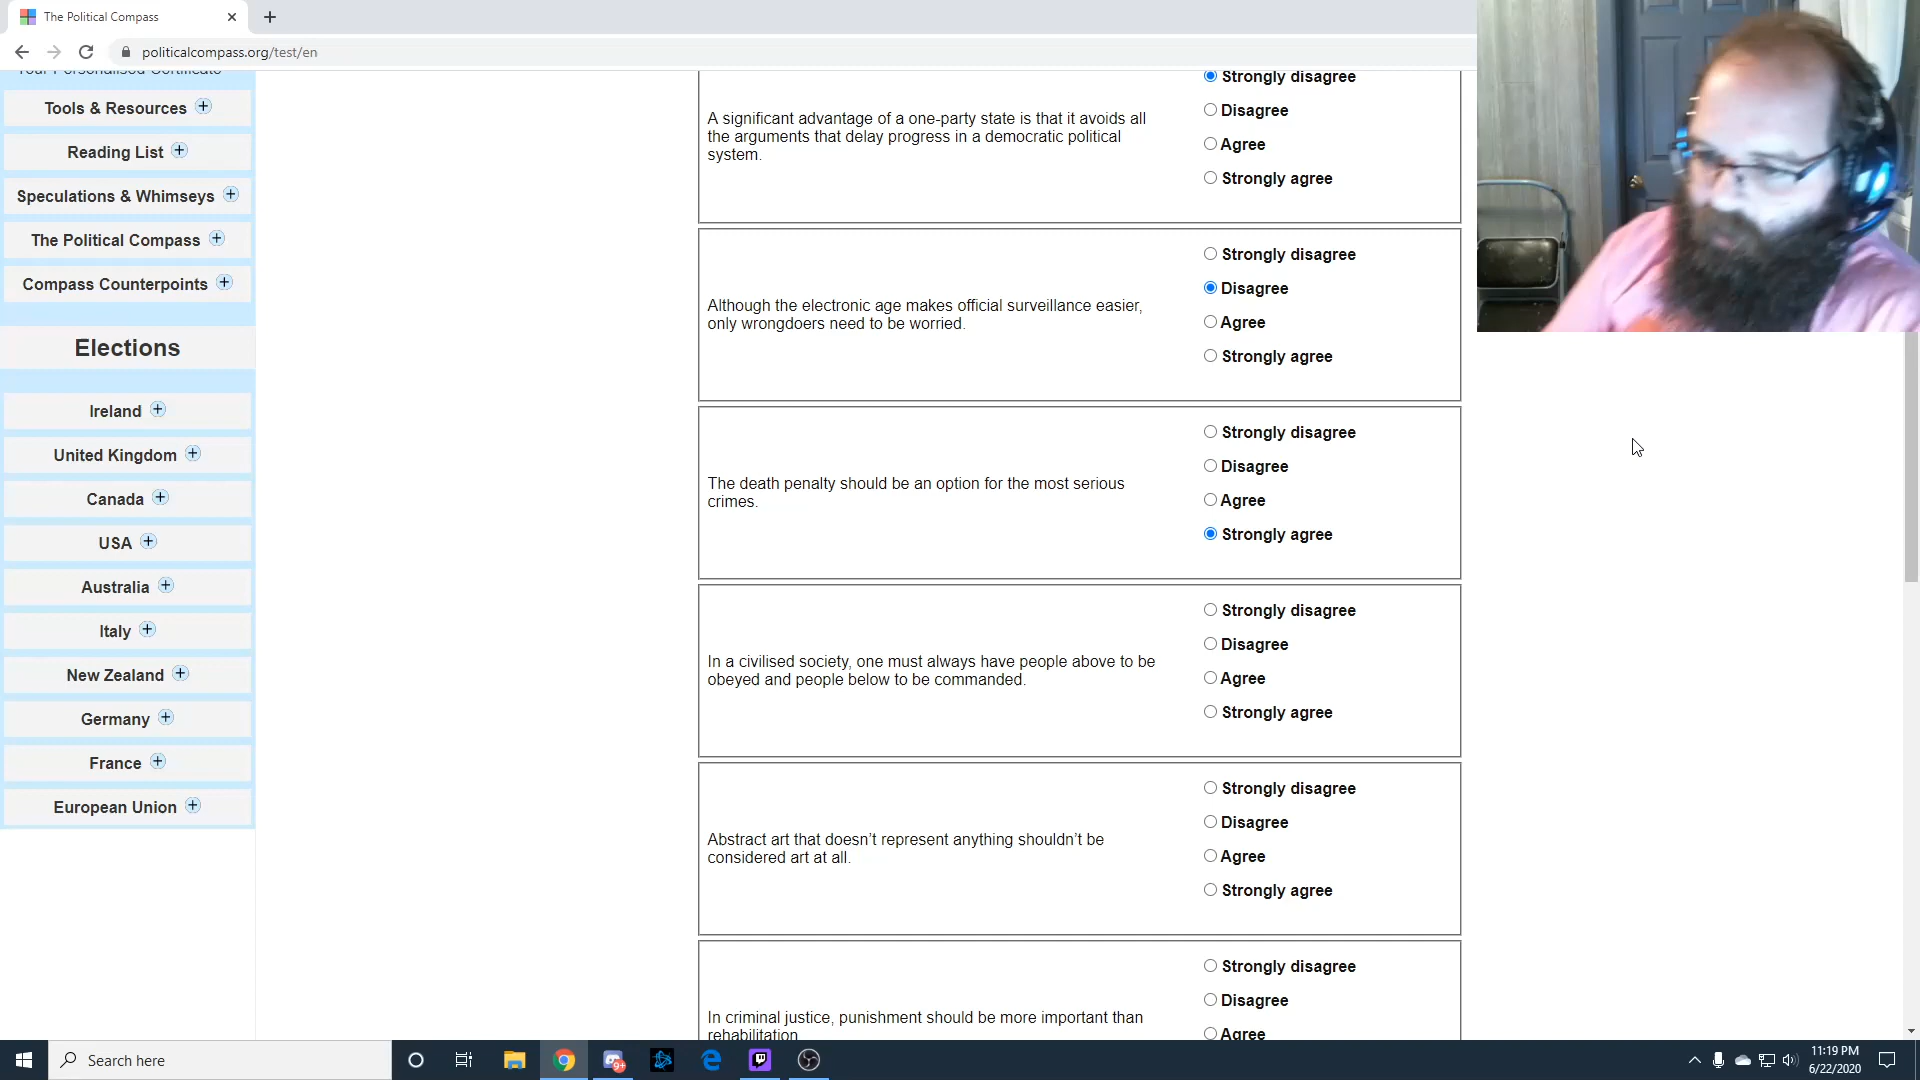 The Political Compass
politicalcompass.org/test/en
Your Personalised Certificate
Tools & Resources
Reading List
Speculations & Whimseys
The Political Compass
Compass Counterpoints
Elections
Ireland
United Kingdom
Canada
USA
Australia
Italy
New Zealand
Germany
France
European Union
A significant advantage of a one-party state is that it avoids all
the arguments that delay progress in a democratic political
system.
Strongly disagree
Disagree
Agree
Strongly agree
Although the electronic age makes official surveillance easier,
only wrongdoers need to be worried.
Strongly disagree
Disagree
Agree
Strongly agree
The death penalty should be an option for the most serious
crimes.
Strongly disagree
Disagree
Agree
Strongly agree
In a civilised society, one must always have people above to be
obeyed and people below to be commanded.
Strongly disagree
Disagree
Agree
Strongly agree
Abstract art that doesn’t represent anything shouldn’t be
considered art at all.
Strongly disagree
Disagree
Agree
Strongly agree
In criminal justice, punishment should be more important than
rehabilitation.
Strongly disagree
Disagree
Agree
Search here
9+
11:19 PM
6/22/2020